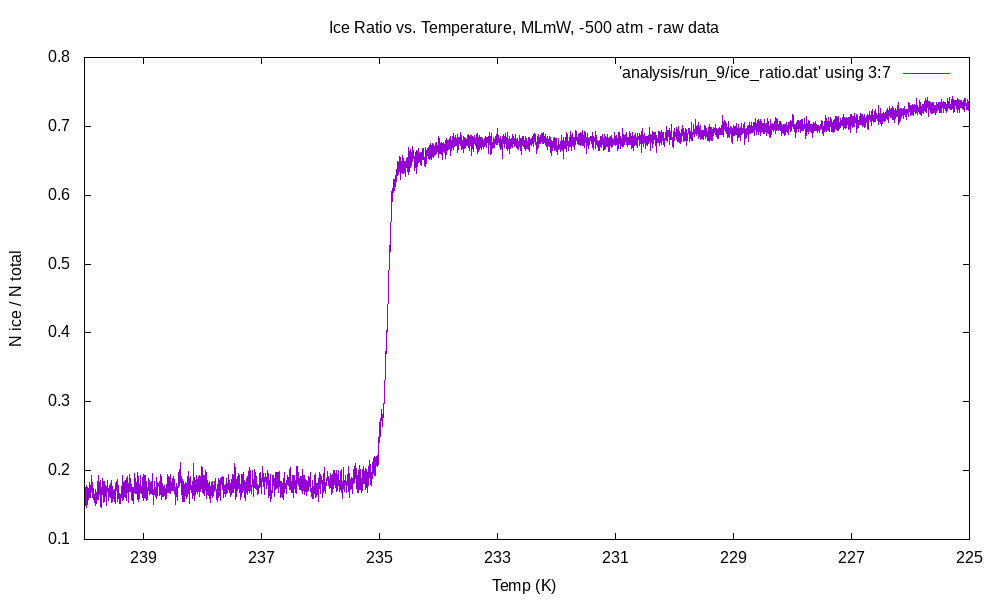 Ice Ratio vs. Temperature, MLmW, -500 atm - raw data
'analysis/run_9/ice_ratio.dat' using 3:7
N ice / N total
0.8
0.7
0.6
0.5
0.4
0.3
0.2
0.1
239 237 235 233 231 229 227 225
Temp (K)